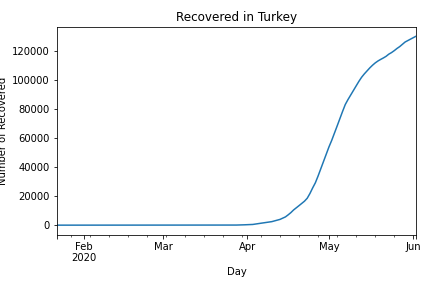 Recovered in Turkey
Number of Recovered
120000
100000
80000
60000
40000
20000
0
Feb
2020
Mar
Apr
May
Jun
Day